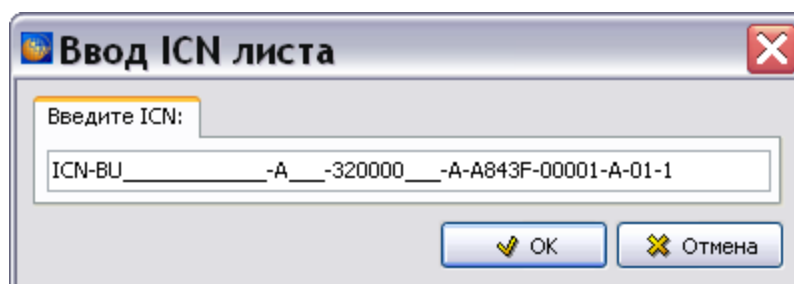 Ввод ICN листа
Введите ICN:
ICN-BU____________-A___-320000___-A-A843F-00001-A-01-1
OK Отмена